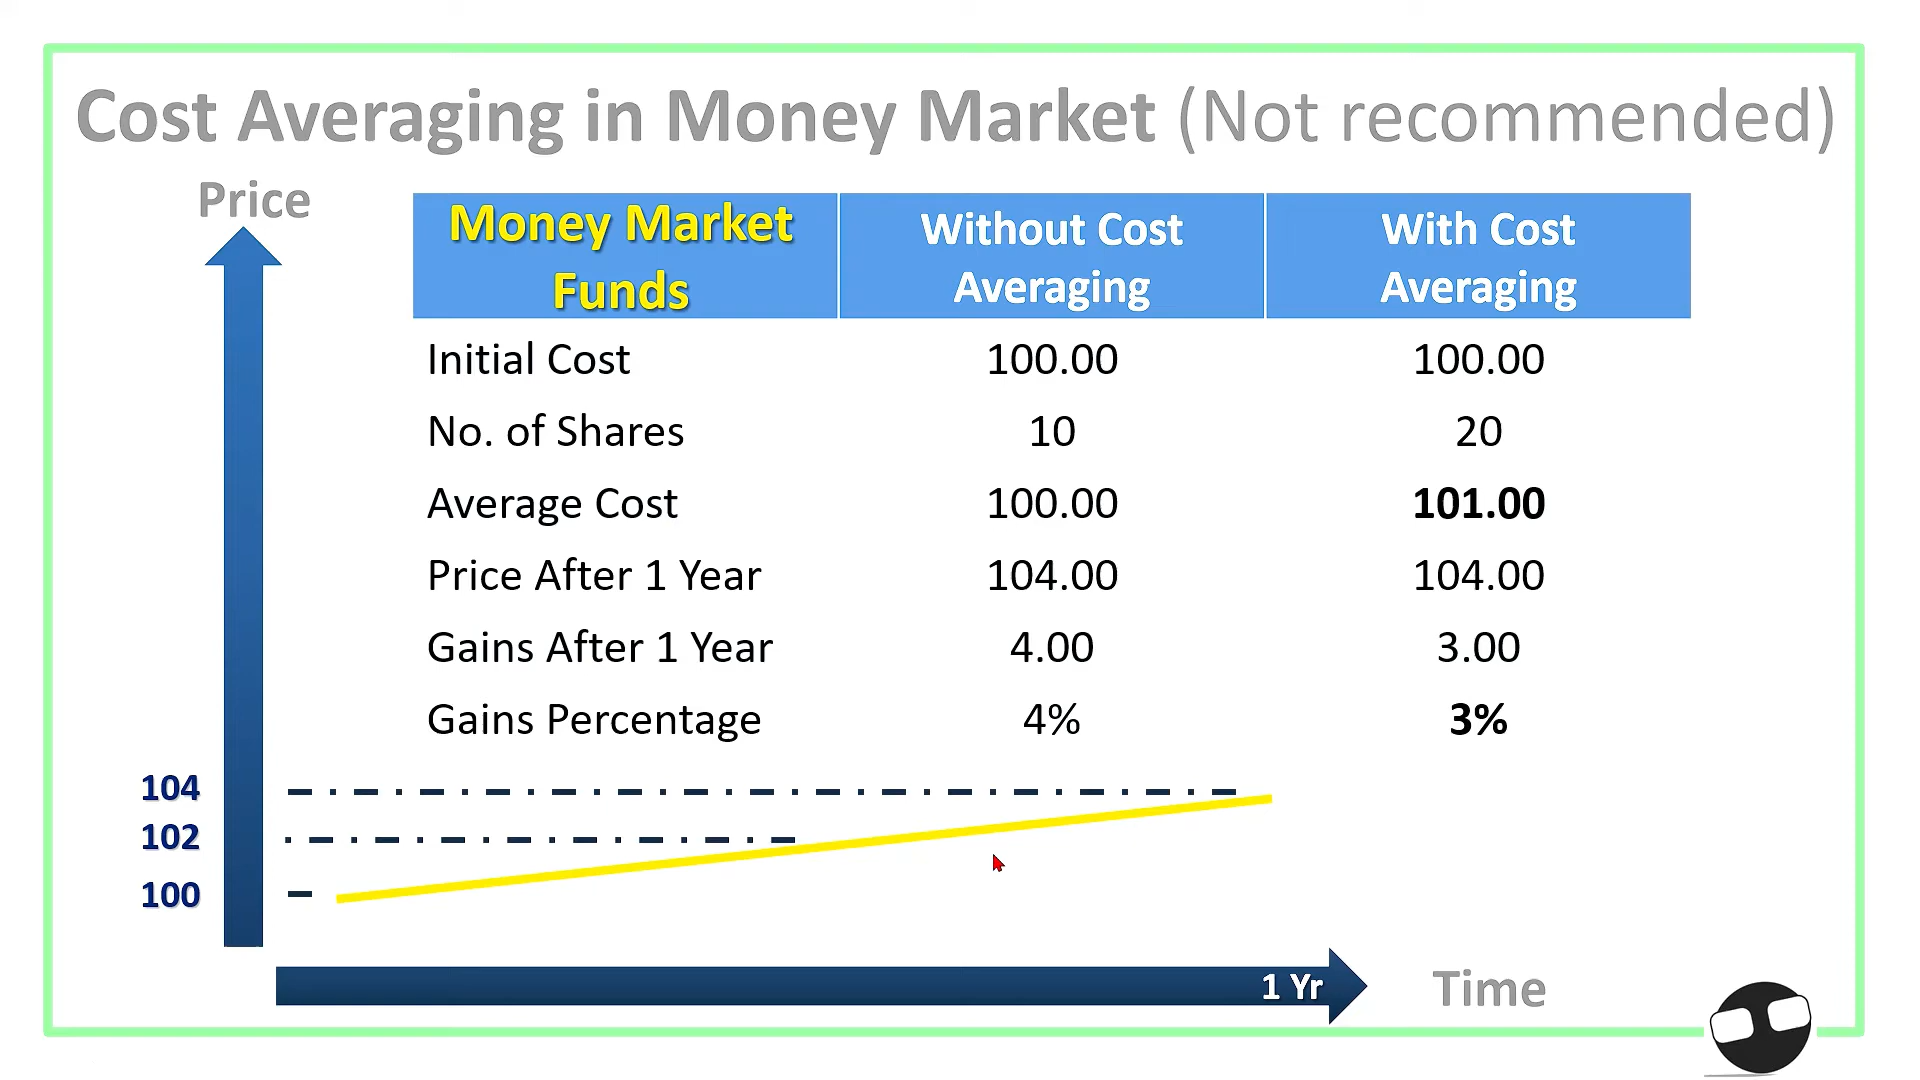 Cost Averaging in Money Market (Not recommended)
Price
Money Market Funds
Without Cost Averaging
With Cost Averaging
Initial Cost 100.00 100.00
No. of Shares 10 20
Average Cost 100.00 101.00
Price After 1 Year 104.00 104.00
Gains After 1 Year 4.00 3.00
Gains Percentage 4% 3%
104
102
100
1 Yr
Time